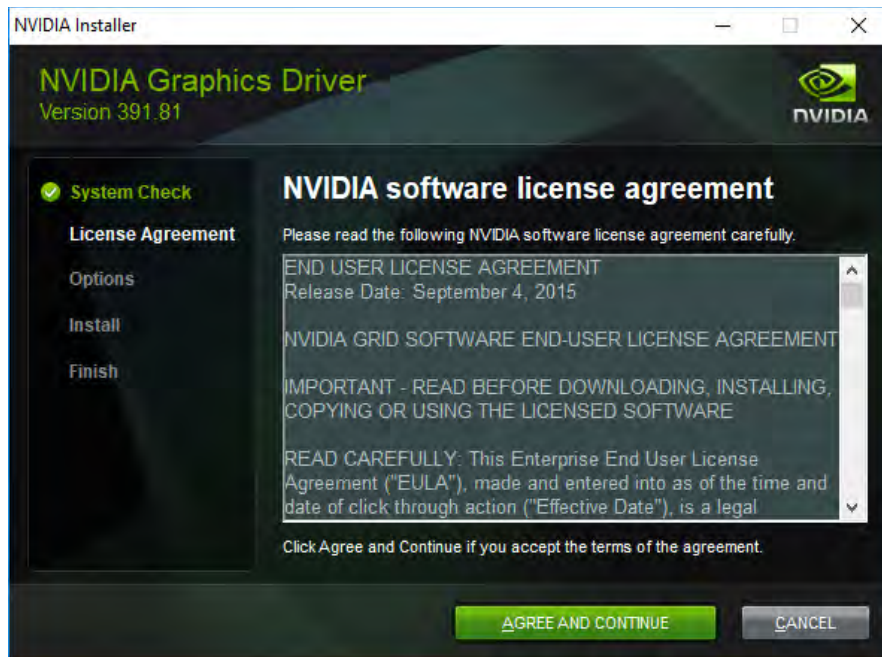 NVIDIA Installer
NVIDIA Graphics Driver
Version 391.81
NVIDIA
System Check
License Agreement
Options
Install
Finish
NVIDIA software license agreement
Please read the following NVIDIA software license agreement carefully.
END USER LICENSE AGREEMENT
Release Date: September 4, 2015
NVIDIA GRID SOFTWARE END-USER LICENSE AGREEMENT
IMPORTANT - READ BEFORE DOWNLOADING, INSTALLING,
COPYING OR USING THE LICENSED SOFTWARE
READ CAREFULLY: This Enterprise End User License
Agreement ("EULA"), made and entered into as of the time and
date of click through action ("Effective Date"), is a legal
Click Agree and Continue if you accept the terms of the agreement.
AGREE AND CONTINUE
CANCEL